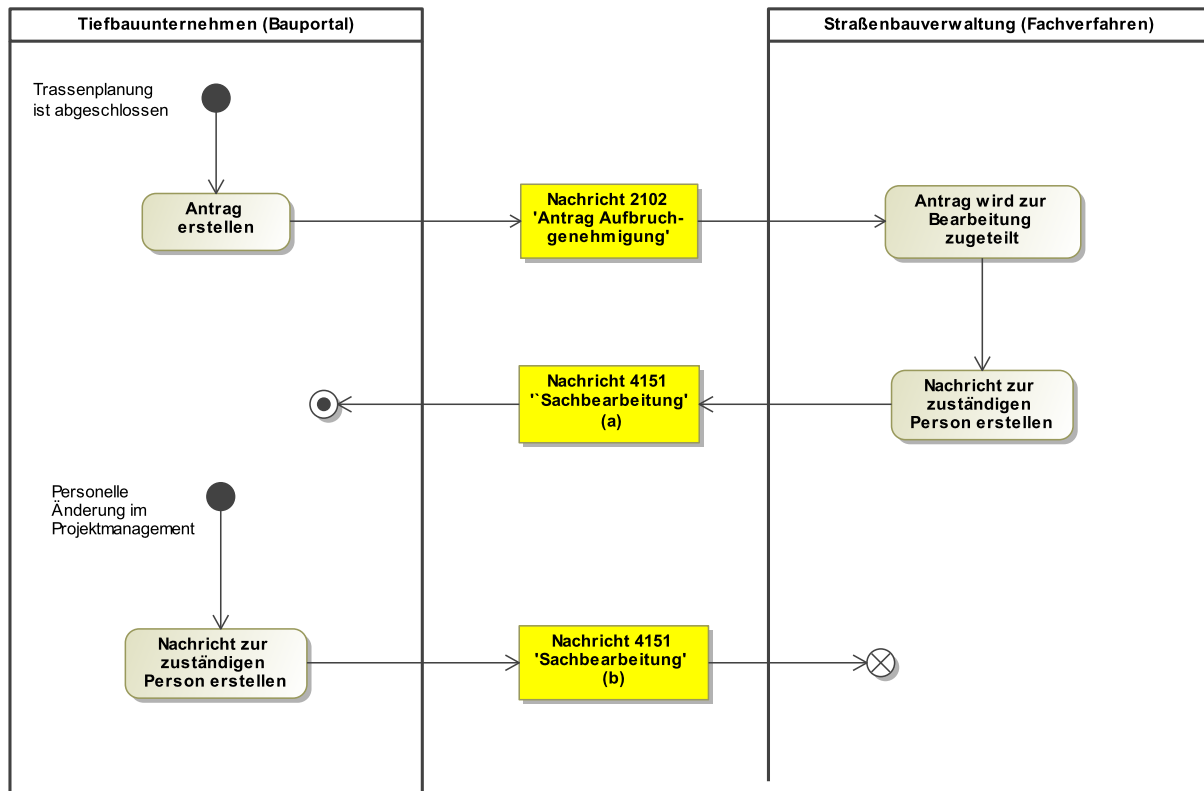 Tiefbauunternehmen (Bauportal)
Straßenbauverwaltung (Fachverfahren)
Trassenplanung
ist abgeschlossen
Antrag
erstellen
Nachricht 2102
'Antrag Aufbruch-
genehmigung'
Antrag wird zur
Bearbeitung
zugeteilt
Nachricht 4151
'`Sachbearbeitung'
(a)
Nachricht zur
zuständigen
Person erstellen
Personelle
Änderung im
Projektmanagement
Nachricht zur
zuständigen
Person erstellen
Nachricht 4151
'Sachbearbeitung'
(b)